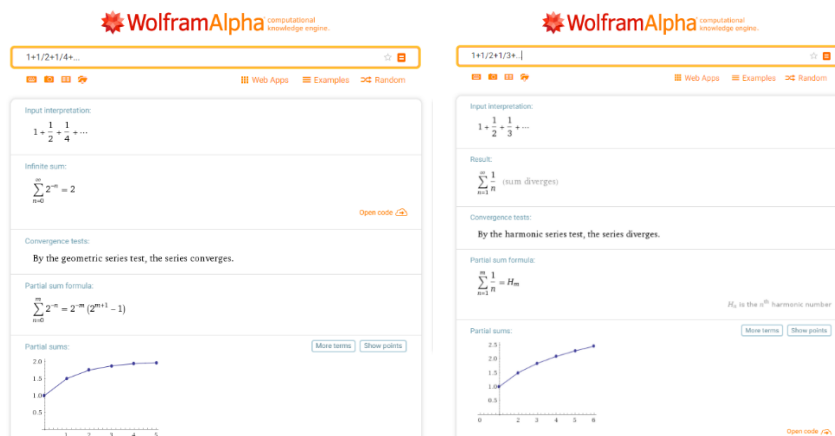 WolframAlpha computational knowledge engine.
1+1/2+1/4+...
Web Apps Examples Random
Input interpretation:
1 + 1/2 + 1/4 + ⋯
Infinite sum:
∑_{n=0}^{∞} 2^{-n} = 2
Open code
Convergence tests:
By the geometric series test, the series converges.
Partial sum formula:
∑_{n=0}^{m} 2^{-n} = 2^{-m} (2^{m+1} - 1)
Partial sums:
More terms Show points
2.0
1.5
1.0
0.5
1 2 3 4 5
WolframAlpha computational knowledge engine.
1+1/2+1/3+...
Web Apps Examples Random
Input interpretation:
1 + 1/2 + 1/3 + ⋯
Result:
∑_{n=1}^{∞} 1/n (sum diverges)
Convergence tests:
By the harmonic series test, the series diverges.
Partial sum formula:
∑_{n=1}^{m} 1/n = H_m
H_n is the n^th harmonic number
Partial sums:
More terms Show points
2.5
2.0
1.5
1.0
0.5
0 2 3 4 5 6
Open code